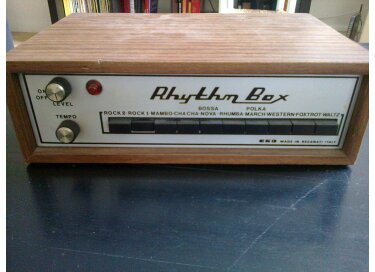 Rhythm Box
ON
OFF
LEVEL
BOSSA POLKA
ROCK 2 - ROCK 1 - MAMBO - CHA CHA - NOVA - RHUMBA MARCH WESTERN - FOXTROT WALTZ
TEMPO
EKO MADE IN RECANATI ITALY